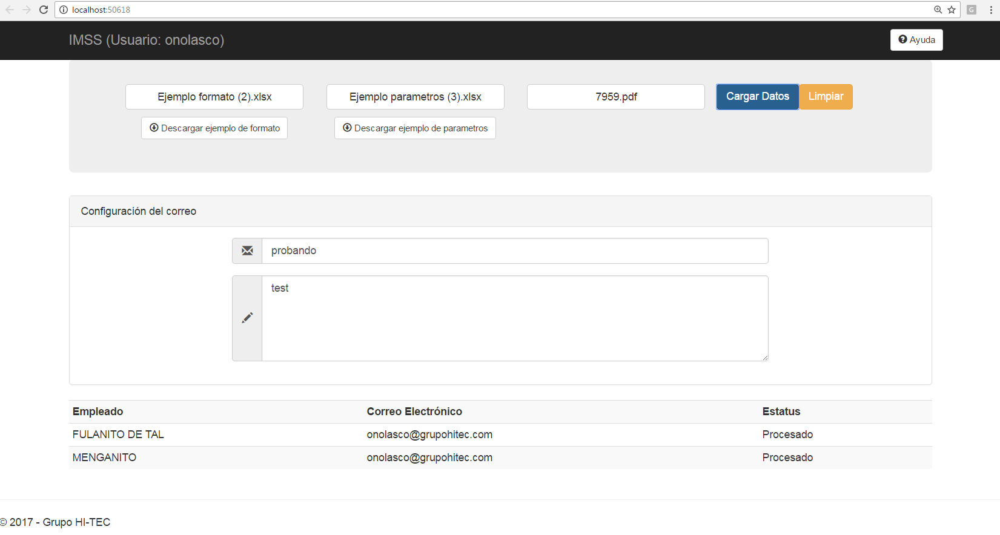 localhost:50618
G
IMSS (Usuario: onolasco)
Ayuda
Ejemplo formato (2).xlsx
Ejemplo parametros (3).xlsx
7959.pdf
Cargar Datos
Limpiar
Descargar ejemplo de formato
Descargar ejemplo de parametros
Configuración del correo
probando
test
Empleado Correo Electrónico Estatus
FULANITO DE TAL onolasco@grupohitec.com Procesado
MENGANITO onolasco@grupohitec.com Procesado
© 2017 - Grupo HI-TEC